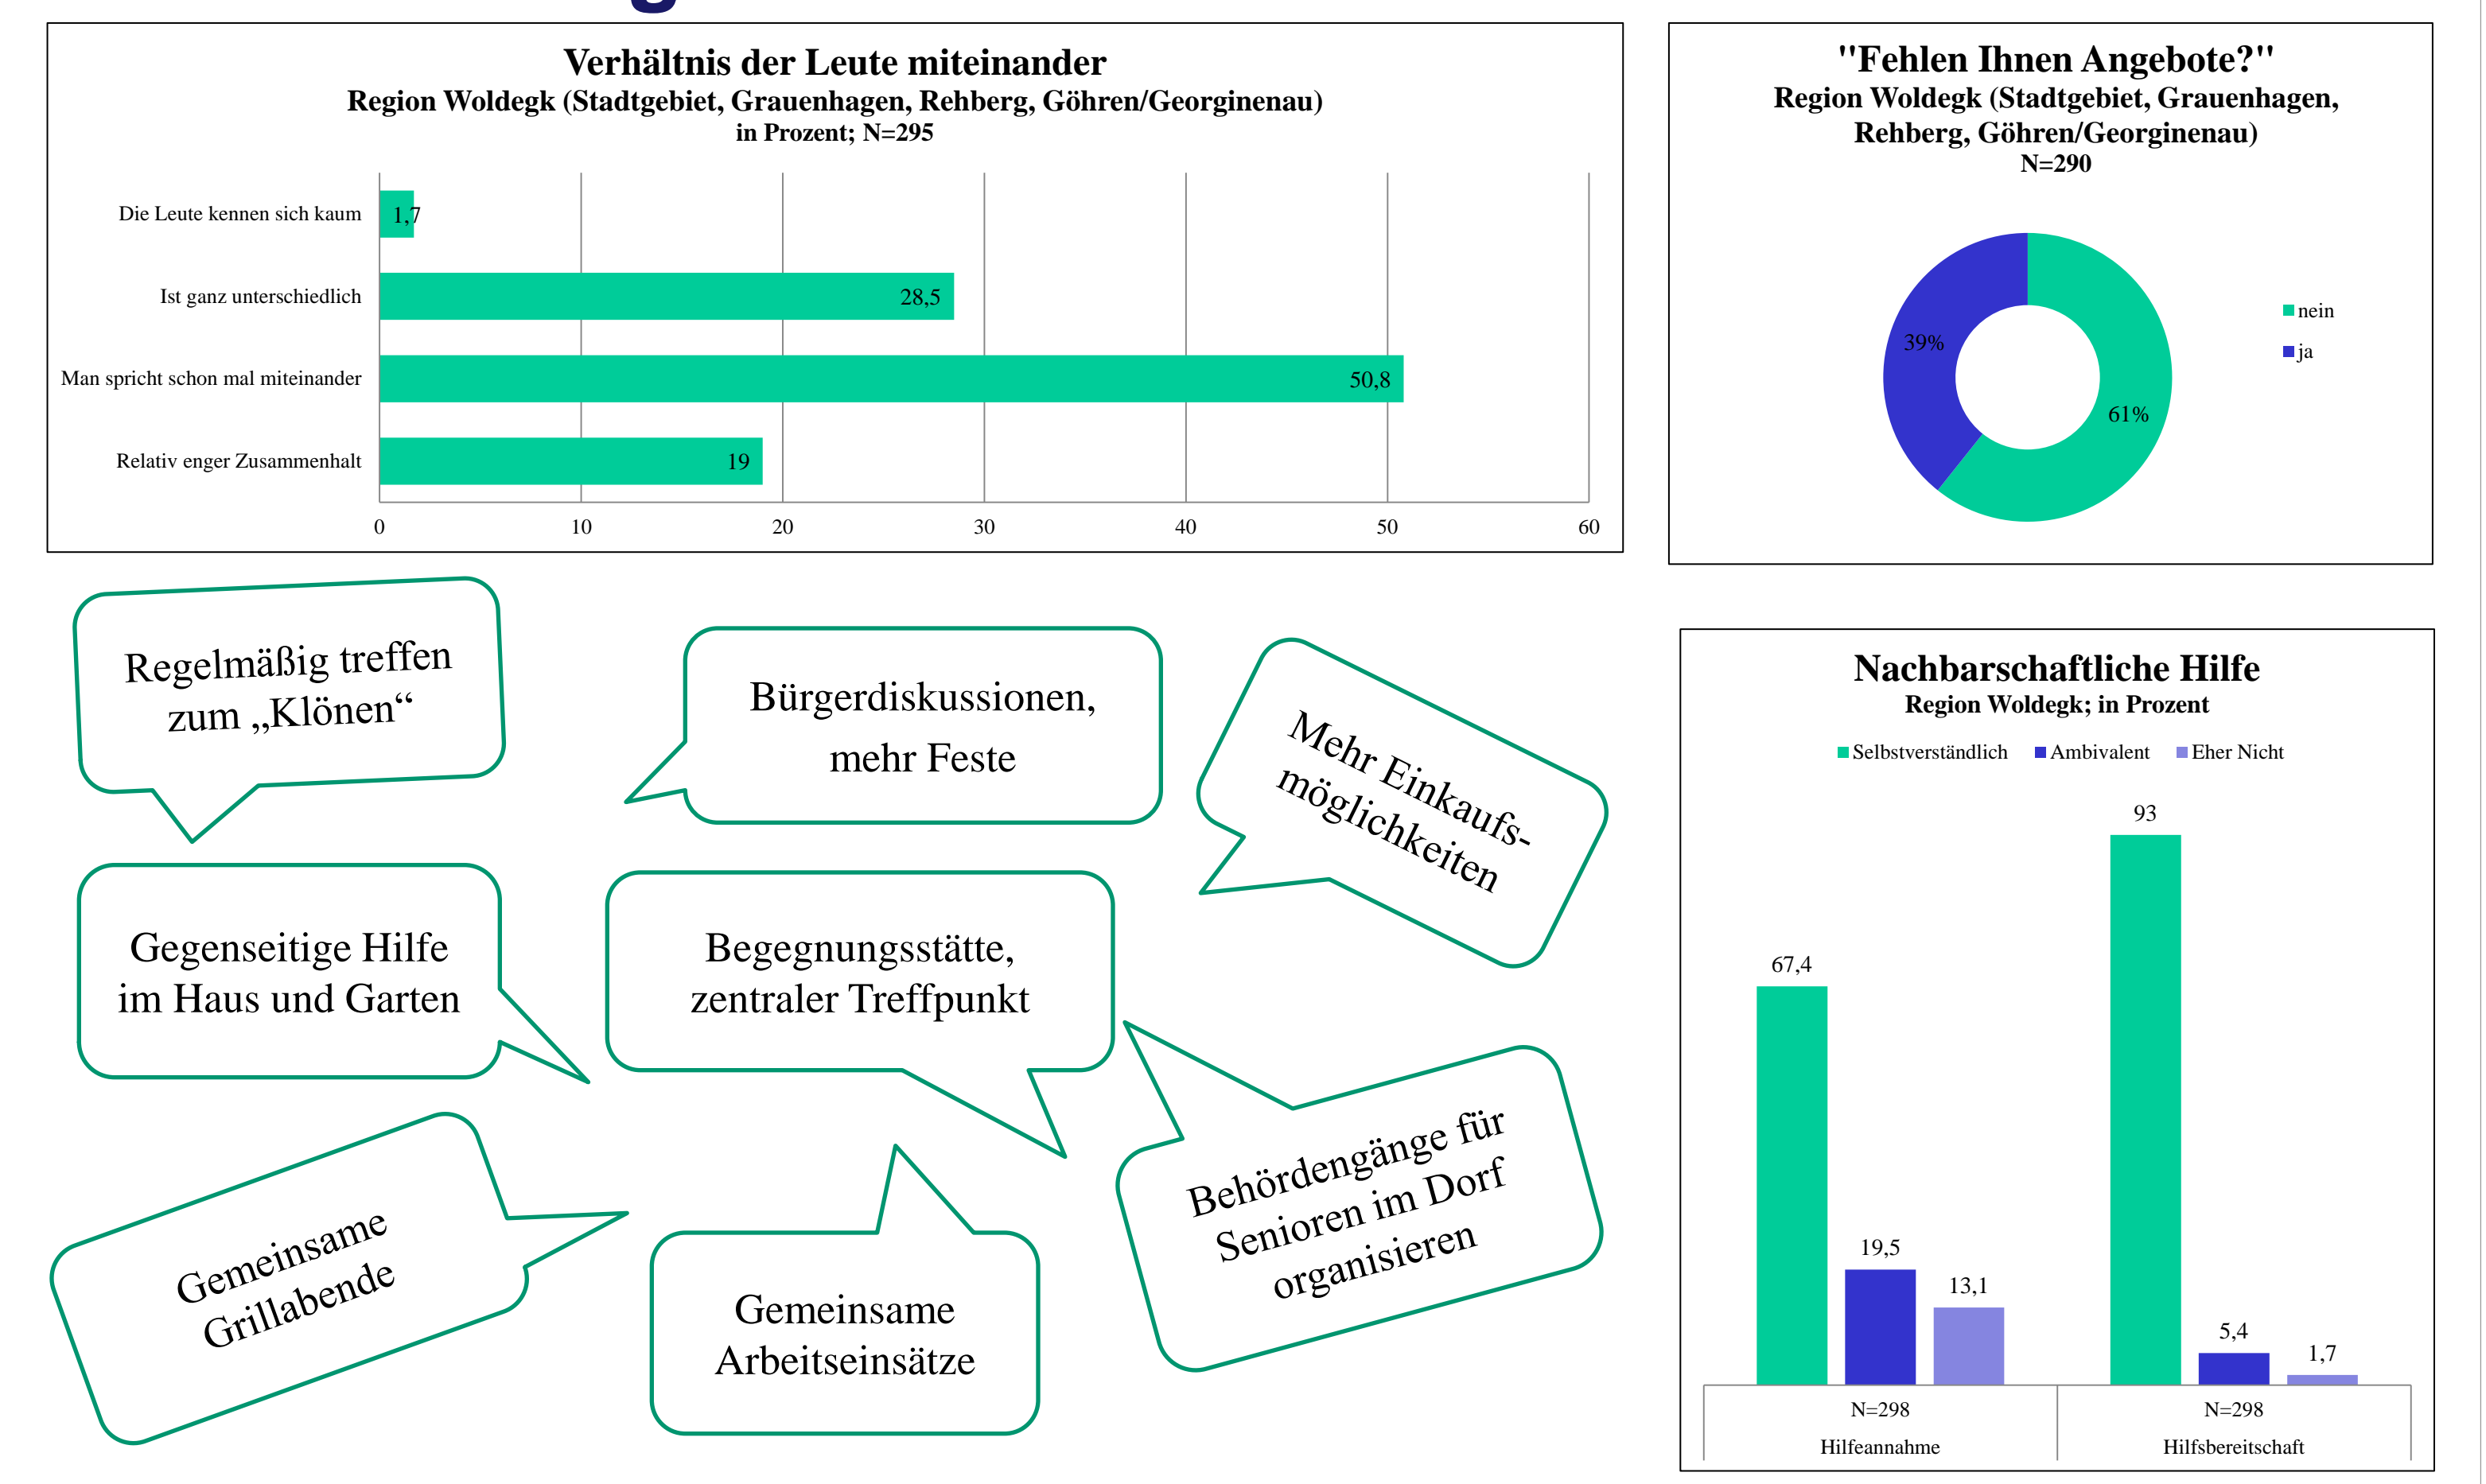 Verhältnis der Leute miteinander
Region Woldegk (Stadtgebiet, Grauenhagen, Rehberg, Göhren/Georginenau)
in Prozent; N=295
Die Leute kennen sich kaum
1,7
Ist ganz unterschiedlich
28,5
Man spricht schon mal miteinander
50,8
Relativ enger Zusammenhalt
19
0 10 20 30 40 50 60
"Fehlen Ihnen Angebote?"
Region Woldegk (Stadtgebiet, Grauenhagen,
Rehberg, Göhren/Georginenau)
N=290
39%
61%
nein
ja
Regelmäßig treffen
zum „Klönen“
Bürgerdiskussionen,
mehr Feste
Mehr Einkaufs-
möglichkeiten
Gegenseitige Hilfe
im Haus und Garten
Begegnungsstätte,
zentraler Treffpunkt
Behördengänge für
Senioren im Dorf
organisieren
Gemeinsame
Grillabende
Gemeinsame
Arbeitseinsätze
Nachbarschaftliche Hilfe
Region Woldegk; in Prozent
Selbstverständlich Ambivalent Eher Nicht
67,4
19,5
13,1
93
5,4
1,7
N=298 N=298
Hilfeannahme Hilfsbereitschaft